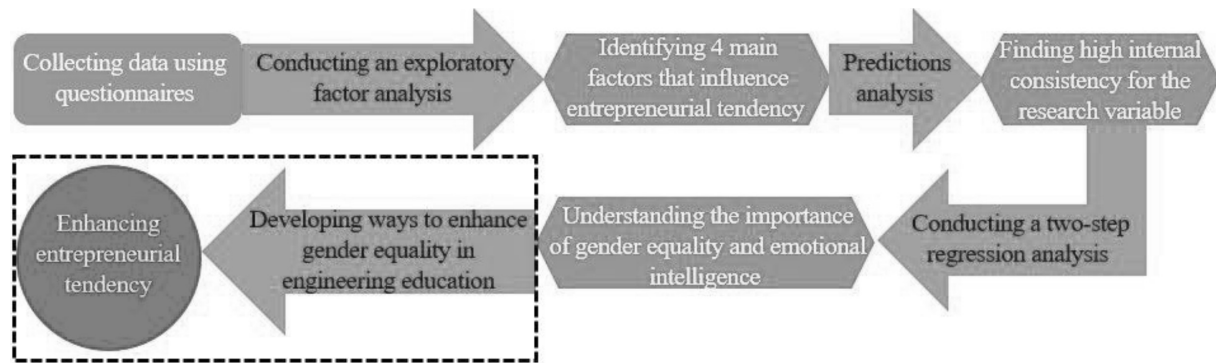 Collecting data using
questionnaires
Conducting an exploratory
factor analysis
Identifying 4 main
factors that influence
entrepreneurial tendency
Predictions
analysis
Finding high internal
consistency for the
research variable
Conducting a two-step
regression analysis
Understanding the importance
of gender equality and emotional
intelligence
Developing ways to enhance
gender equality in
engineering education
Enhancing
entrepreneurial
tendency